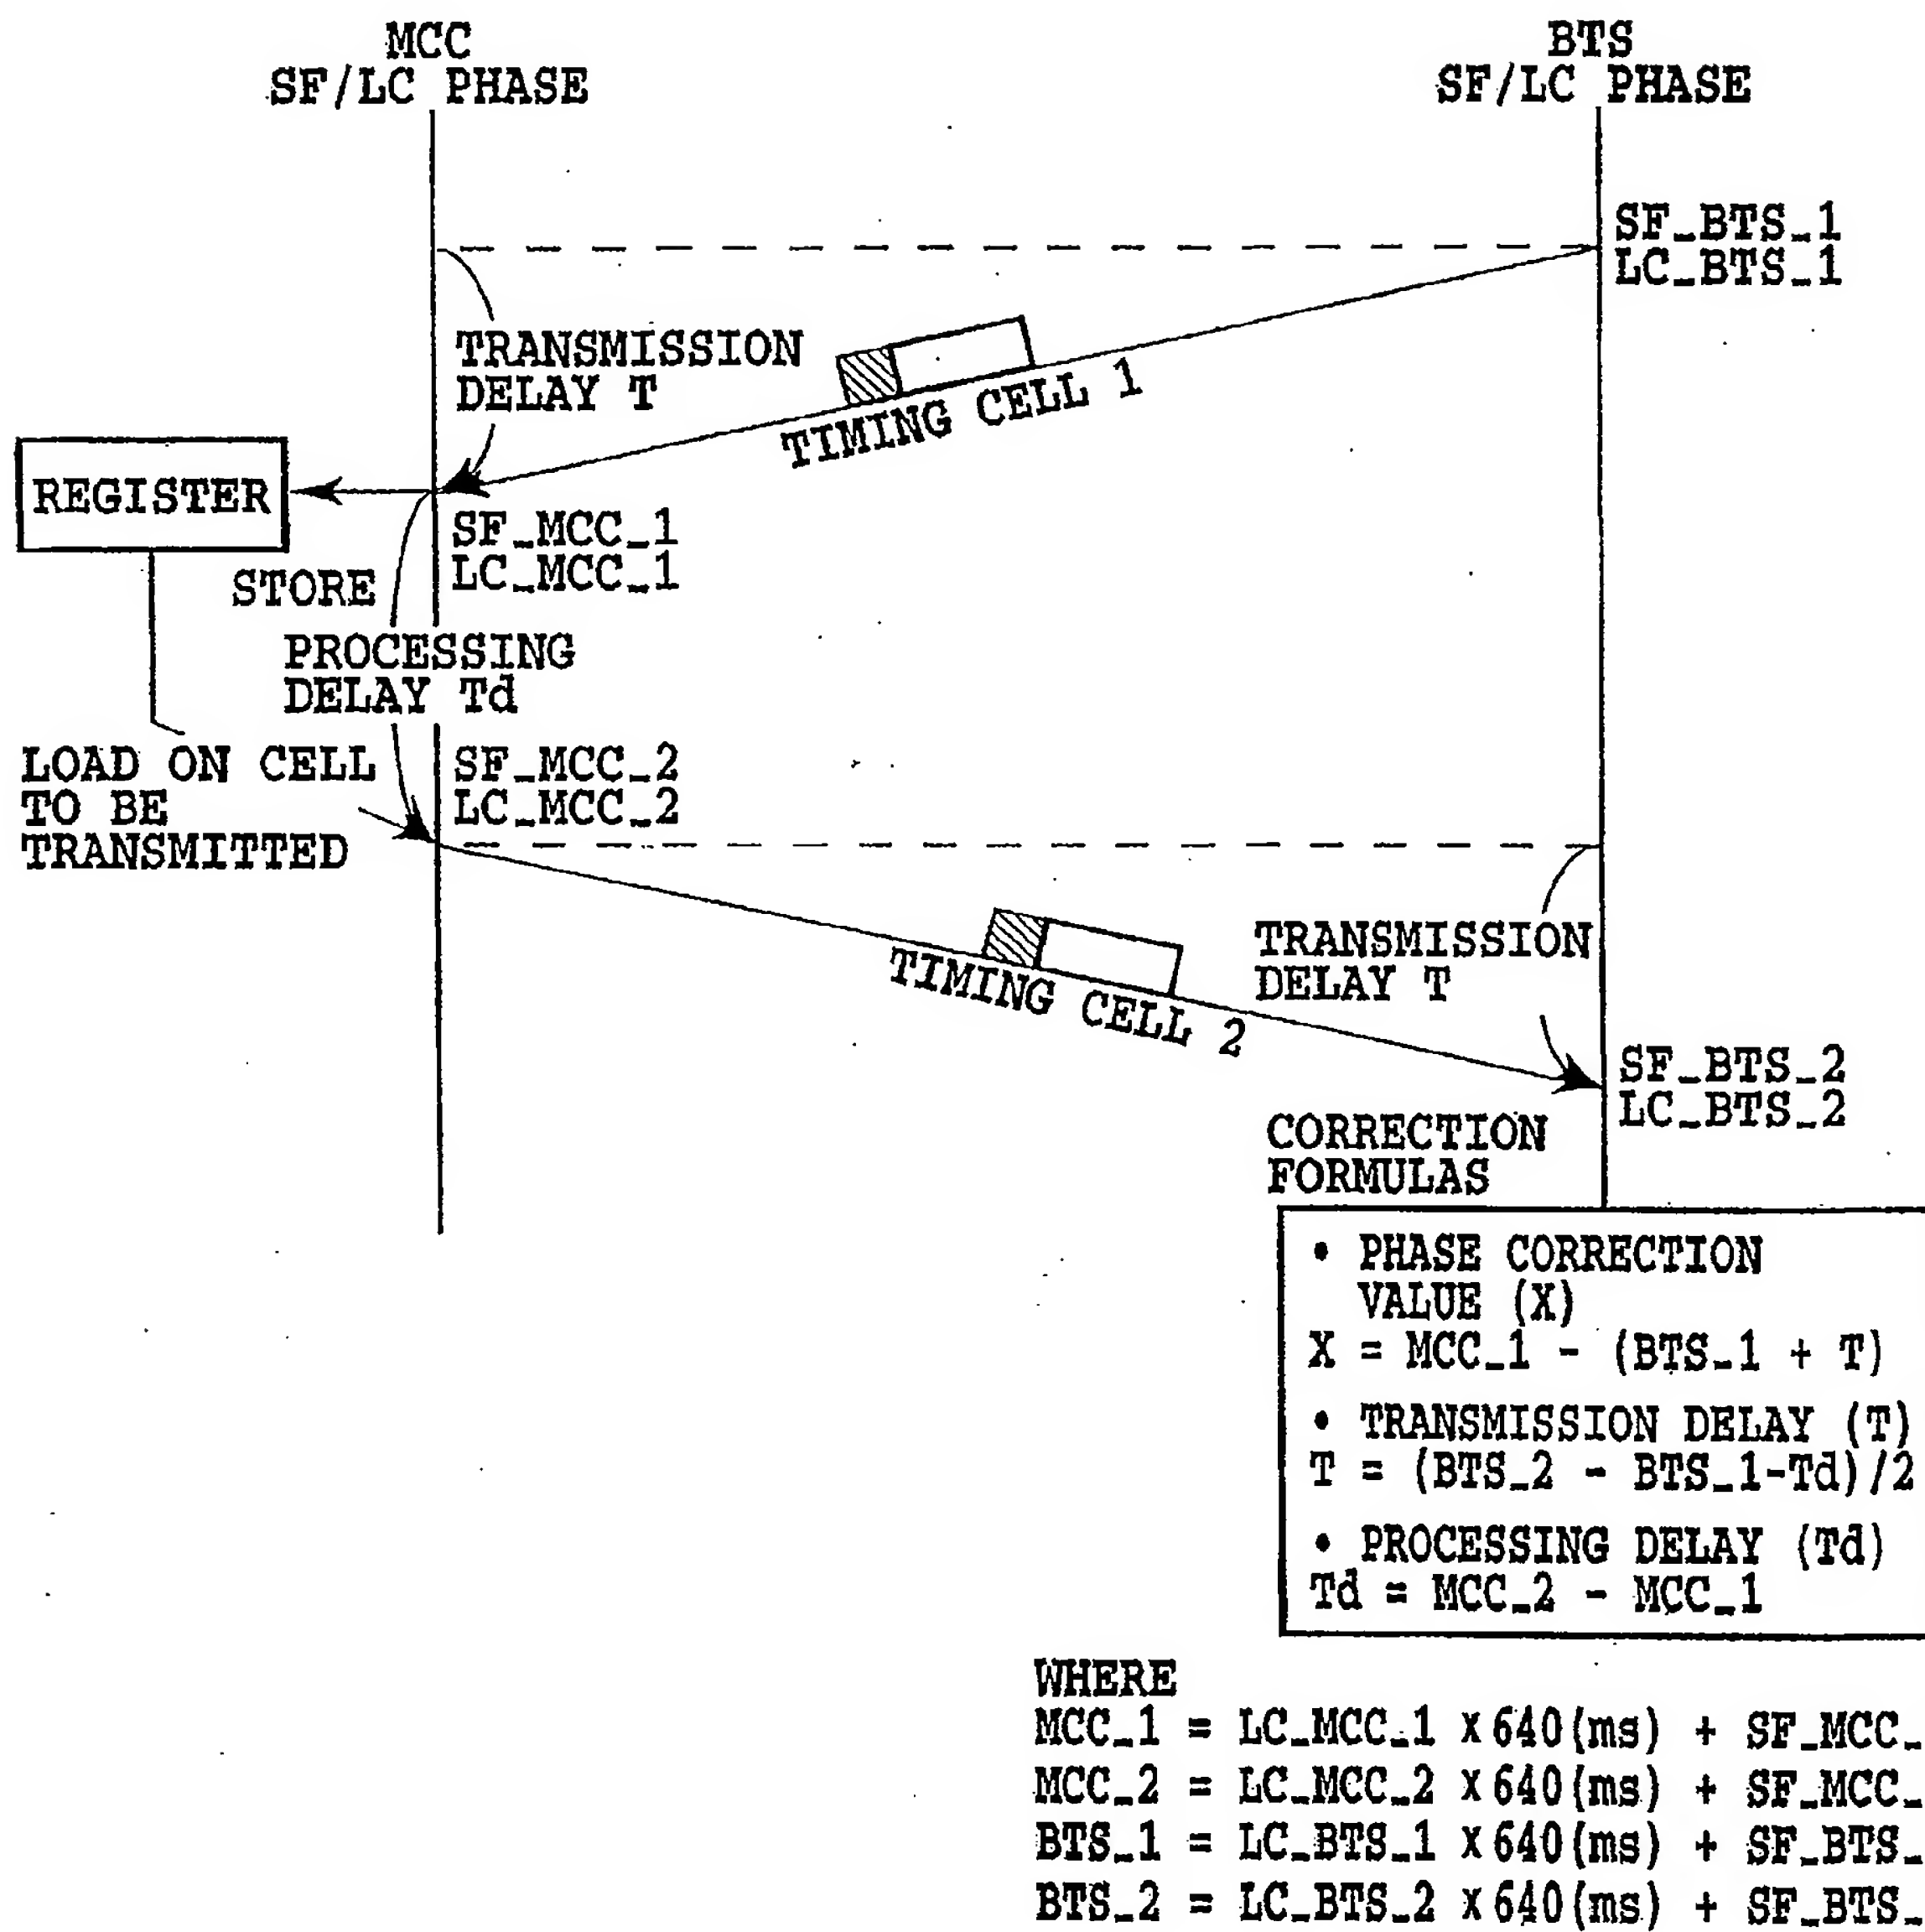 MCC
SF/LC PHASE
BTS
SF/LC PHASE
SF_BTS_1
LC_BTS_1
TRANSMISSION
DELAY T
TIMING CELL 1
REGISTER
SF_MCC_1
LC_MCC_1
STORE
PROCESSING
DELAY Td
SF_MCC_2
LC_MCC_2
LOAD ON CELL
TO BE
TRANSMITTED
TIMING CELL 2
TRANSMISSION
DELAY T
SF_BTS_2
LC_BTS_2
CORRECTION
FORMULAS
• PHASE CORRECTION
VALUE (X)
X = MCC_1 - (BTS_1 + T)
• TRANSMISSION DELAY (T)
T = (BTS_2 - BTS_1-Td)/2
• PROCESSING DELAY (Td)
Td = MCC_2 - MCC_1
WHERE
MCC_1 = LC_MCC_1 X 640(ms) + SF_MCC_
MCC_2 = LC_MCC_2 X 640(ms) + SF_MCC_
BTS_1 = LC_BTS_1 X 640(ms) + SF_BTS_
BTS_2 = LC_BTS_2 X 640(ms) + SF_BTS_